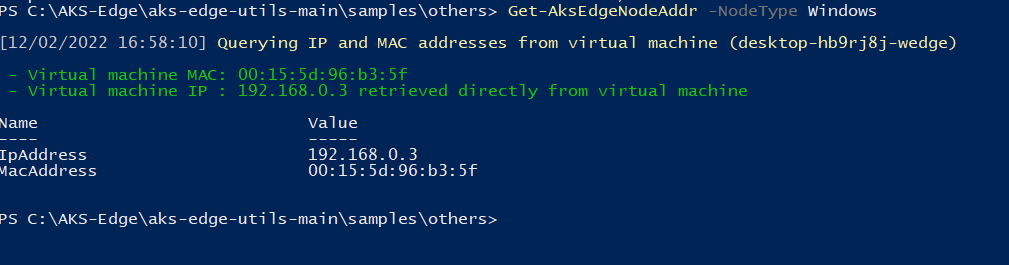 PS C:\AKS-Edge\aks-edge-utils-main\samples\others> Get-AksEdgeNodeAddr -NodeType Windows
[12/02/2022 16:58:10] Querying IP and MAC addresses from virtual machine (desktop-hb9rj8j-wedge)
- Virtual machine MAC: 00:15:5d:96:b3:5f
- Virtual machine IP : 192.168.0.3 retrieved directly from virtual machine
Name Value
---- -----
IpAddress 192.168.0.3
MacAddress 00:15:5d:96:b3:5f
PS C:\AKS-Edge\aks-edge-utils-main\samples\others>